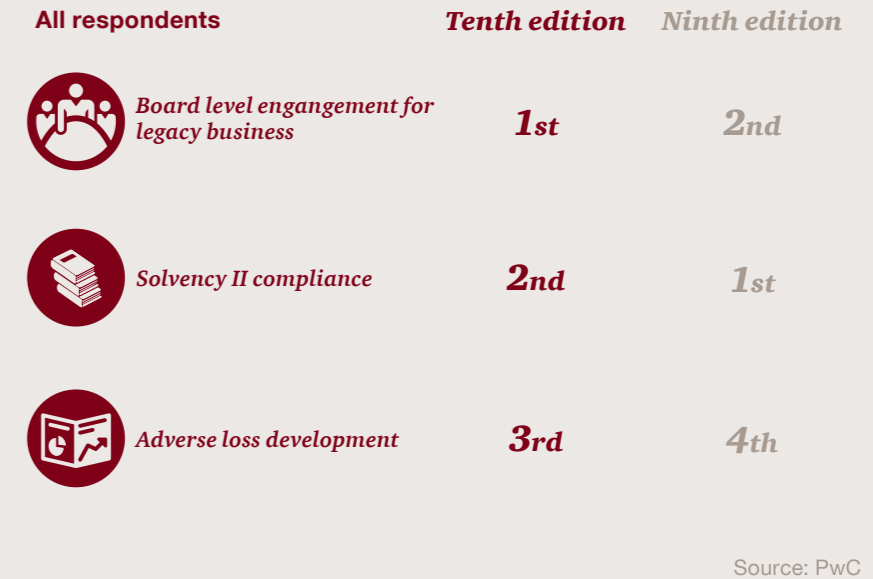 All respondents Tenth edition Ninth edition
Board level engangement for
legacy business 1st 2nd
Solvency II compliance 2nd 1st
Adverse loss development 3rd 4th
Source: PwC